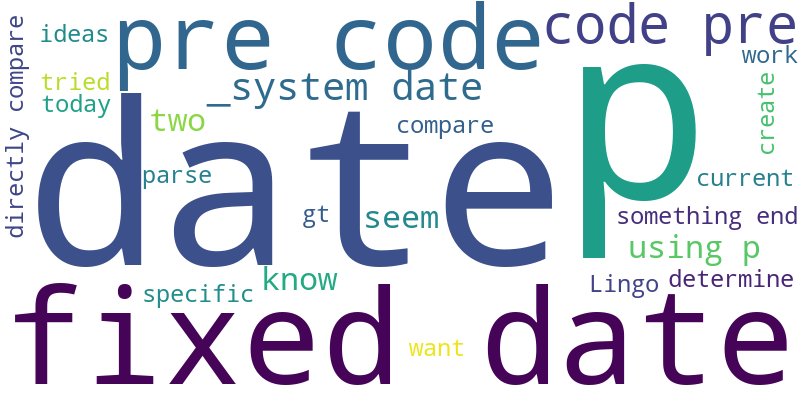 directly compare
ideas
pre code
code pre
tried
today
_system date
work
create
two
compare
date
p
parse
gt
seem
current
something end
using p
know
specific
Lingo
determine
fixed date
want